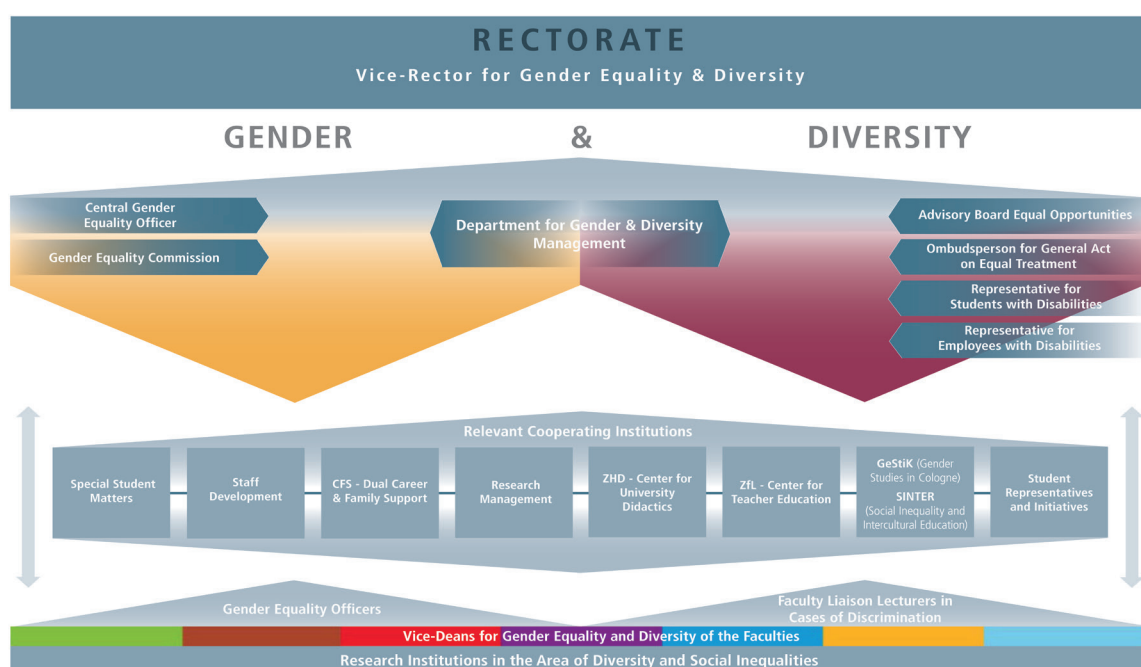 RECTORATE
Vice-Rector for Gender Equality & Diversity
GENDER & DIVERSITY
Central Gender
Equality Officer
Gender Equality Commission
Department for Gender & Diversity
Management
Advisory Board Equal Opportunities
Ombudsperson for General Act
on Equal Treatment
Representative for
Students with Disabilities
Representative for
Employees with Disabilities
Relevant Cooperating Institutions
Special Student
Matters
Staff
Development
CFS - Dual Career
& Family Support
Research
Management
ZHD - Center for
University
Didactics
ZfL - Center for
Teacher Education
GeStiK (Gender
Studies in Cologne)
SINTER
(Social Inequality and
Intercultural Education)
Student
Representatives
and Initiatives
Gender Equality Officers
Faculty Liaison Lecturers in
Cases of Discrimination
Vice-Deans for Gender Equality and Diversity of the Faculties
Research Institutions in the Area of Diversity and Social Inequalities